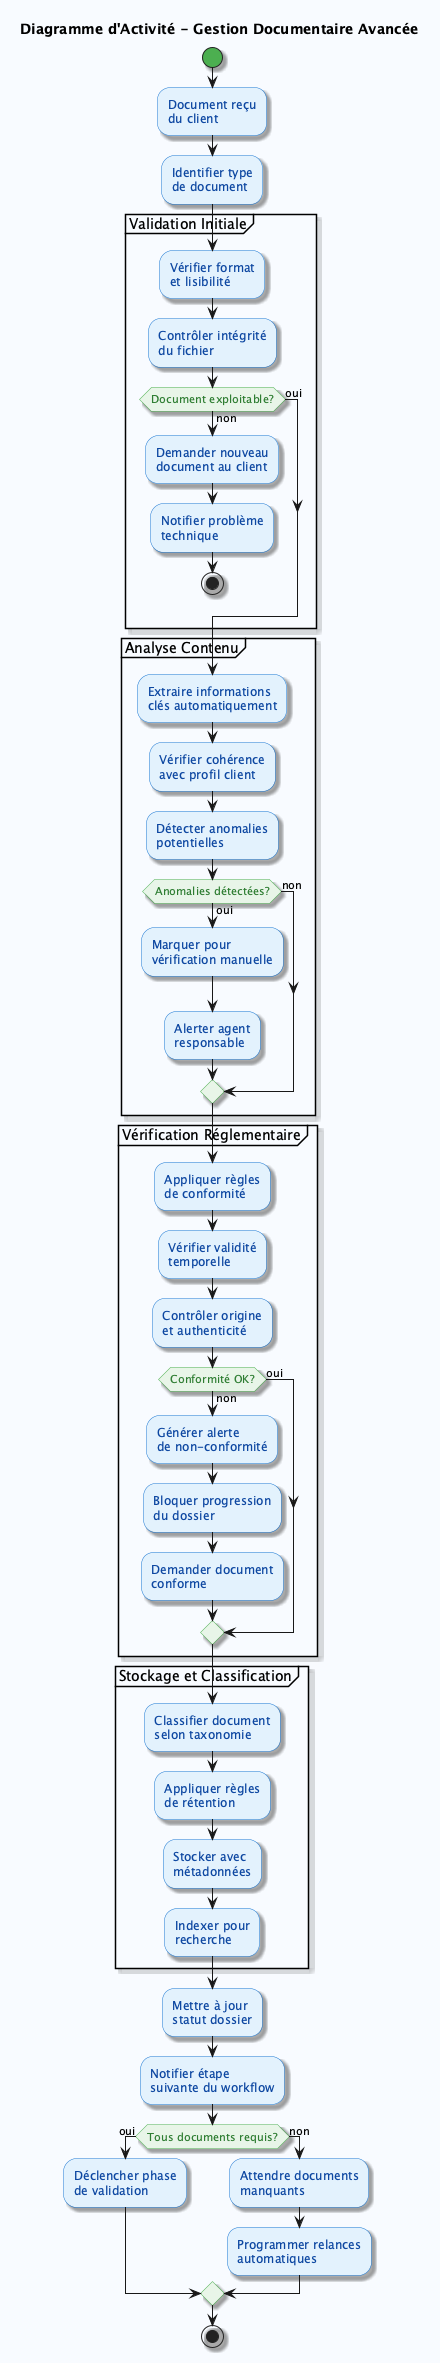 Diagramme d'Activité - Gestion Documentaire Avancée
Document reçu
du client
Identifier type
de document
Validation Initiale
Vérifier format
et lisibilité
Contrôler intégrité
du fichier
Document exploitable?
oui
non
Demander nouveau
document au client
Notifier problème
technique
Analyse Contenu
Extraire informations
clés automatiquement
Vérifier cohérence
avec profil client
Détecter anomalies
potentielles
Anomalies détectées?
non
oui
Marquer pour
vérification manuelle
Alerter agent
responsable
Vérification Réglementaire
Appliquer règles
de conformité
Vérifier validité
temporelle
Contrôler origine
et authenticité
Conformité OK?
oui
non
Générer alerte
de non-conformité
Bloquer progression
du dossier
Demander document
conforme
Stockage et Classification
Classifier document
selon taxonomie
Appliquer règles
de rétention
Stocker avec
métadonnées
Indexer pour
recherche
Mettre à jour
statut dossier
Notifier étape
suivante du workflow
oui
Tous documents requis?
non
Déclencher phase
de validation
Attendre documents
manquants
Programmer relances
automatiques